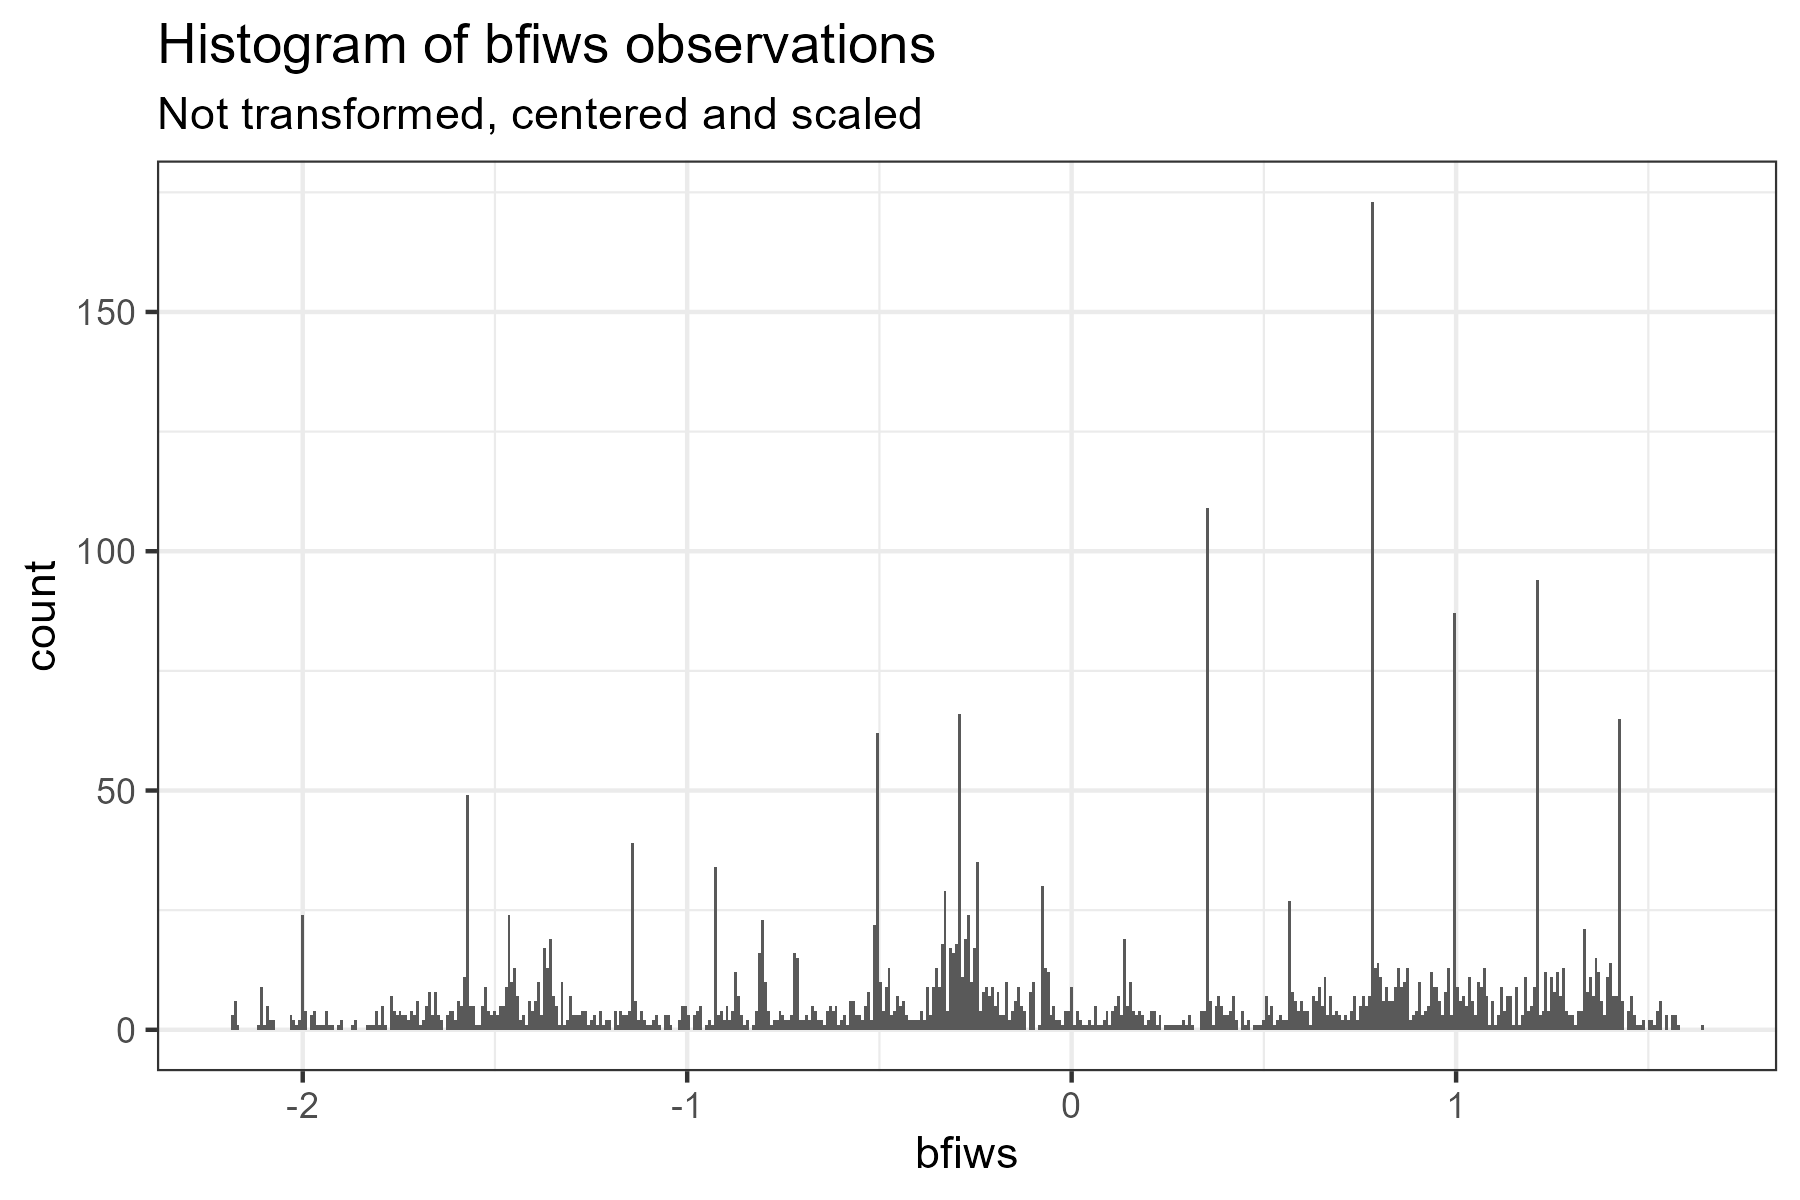 Histogram of bfiws observations
Not transformed, centered and scaled
150
100
50
0
count
-2
-1
0
1
bfiws